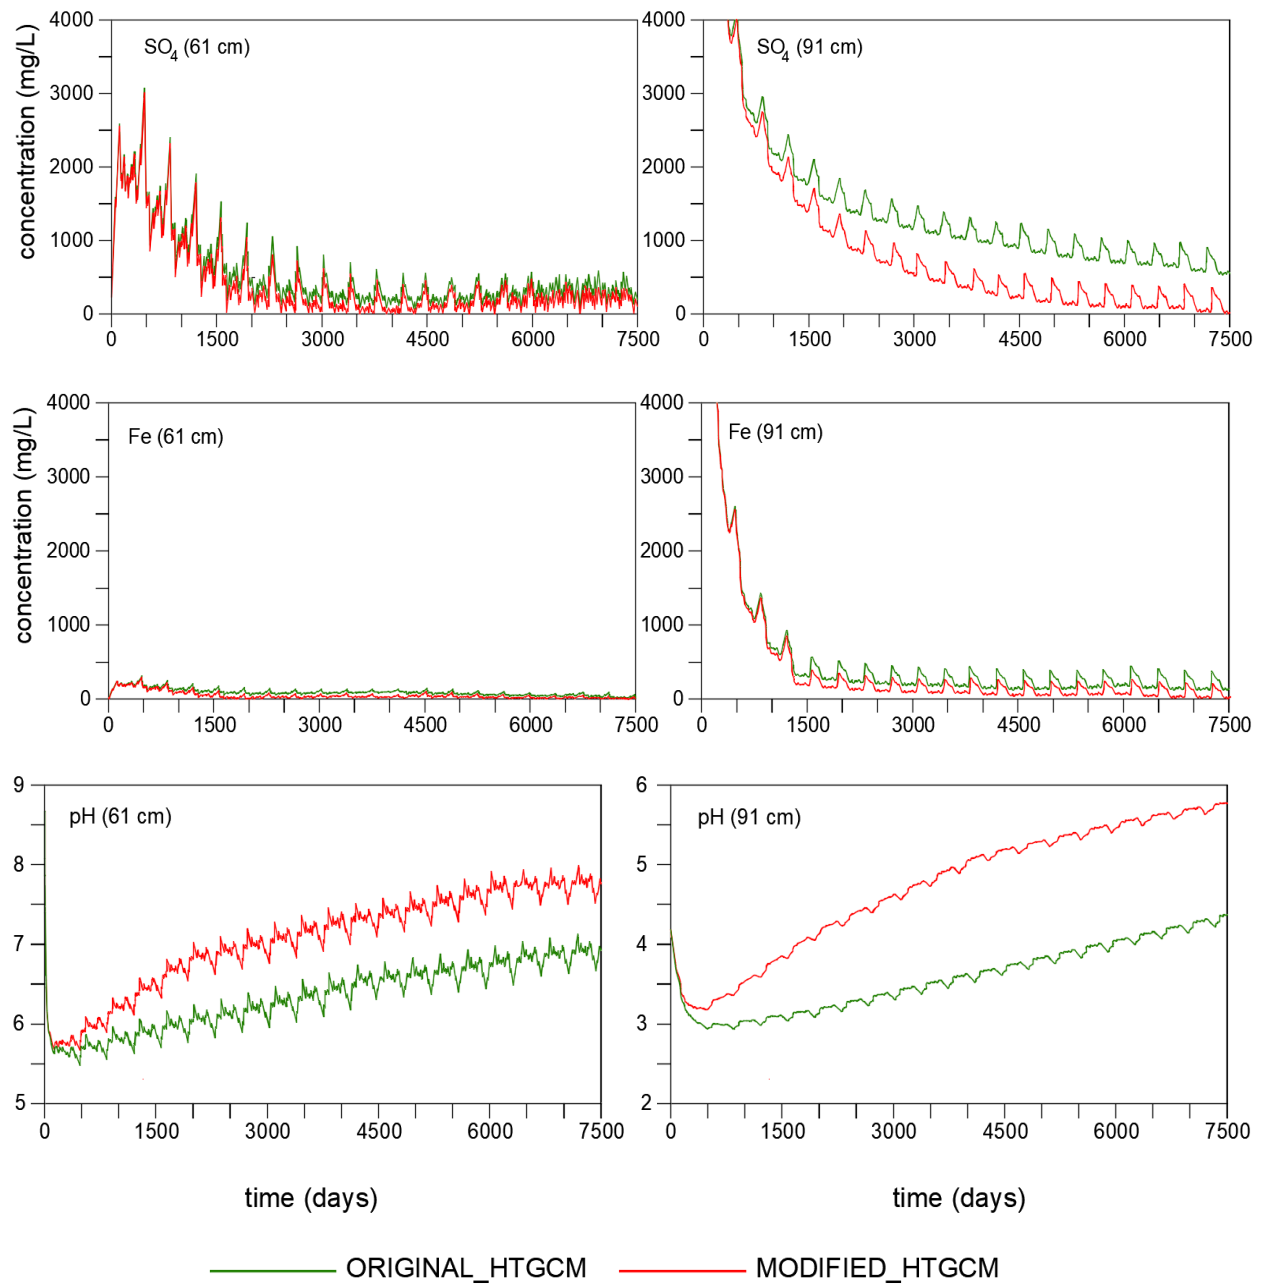 SO4 (61 cm)
concentration (mg/L)
4000
3000
2000
1000
0
0 1500 3000 4500 6000 7500
SO4 (91 cm)
4000
3000
2000
1000
0
0 1500 3000 4500 6000 7500
Fe (61 cm)
concentration (mg/L)
4000
3000
2000
1000
0
0 1500 3000 4500 6000 7500
Fe (91 cm)
4000
3000
2000
1000
0
0 1500 3000 4500 6000 7500
pH (61 cm)
9
8
7
6
5
0 1500 3000 4500 6000 7500
time (days)
pH (91 cm)
6
5
4
3
2
0 1500 3000 4500 6000 7500
time (days)
ORIGINAL_HTGCM
MODIFIED_HTGCM